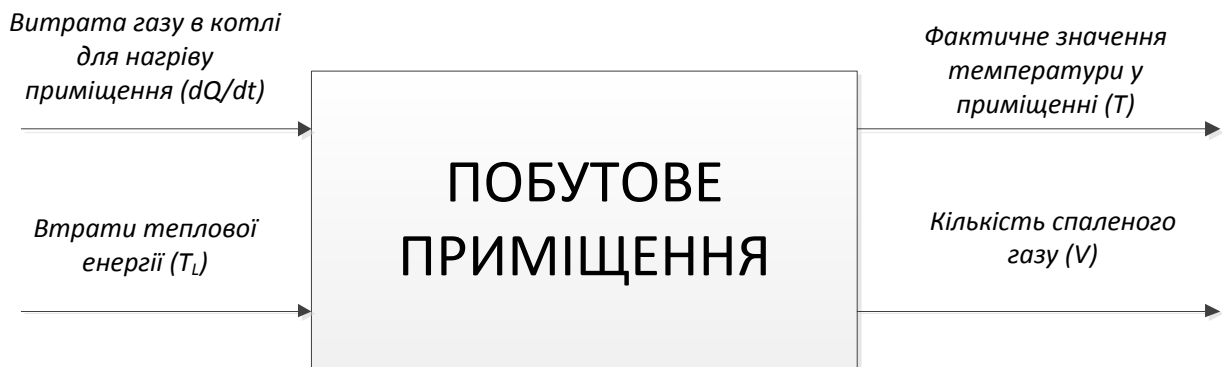 Витрата газу в котлі
для нагріву
приміщення (dQ/dt)
Втрати теплової
енергії (TL)
ПОБУТОВЕ
ПРИМІЩЕННЯ
Фактичне значення
температури у
приміщенні (T)
Кількість спаленого
газу (V)